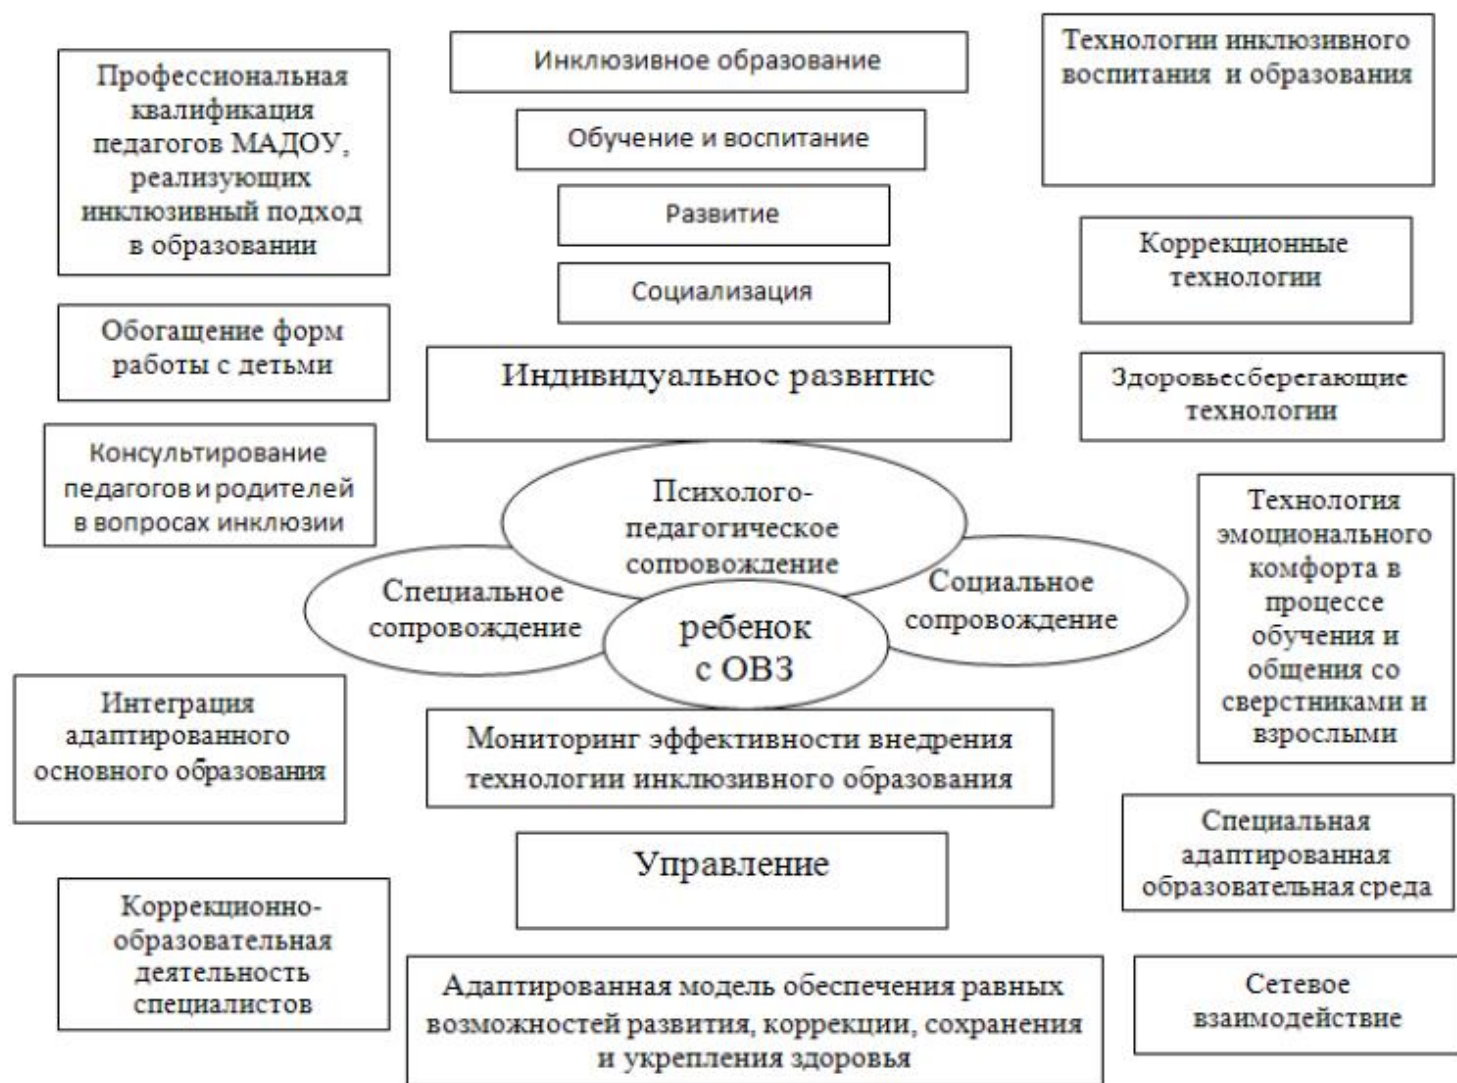 Профессиональная
квалификация
педагогов МАДОУ,
реализующих
инклюзивный подход
в образовании
Обогащение форм
работы с детьми
Консультирование
педагогов и родителей
в вопросах инклюзии
Интеграция
адаптированного
основного образования
Коррекционно-
образовательная
деятельность
специалистов
Инклюзивное образование
Обучение и воспитание
Развитие
Социализация
Индивидуальнос развитис
Психолого-
педагогическое
сопровождение
Специальное
сопровождение
Социальное
сопровождение
ребенок
с ОВЗ
Мониторинг эффективности внедрения
технологии инклюзивного образования
Управление
Адаптированная модель обеспечения равных
возможностей развития, коррекции, сохранения
и укрепления здоровья
Технологии инклюзивного
воспитания и образования
Коррекционные
технологии
Здоровьесберегающие
технологии
Технология
эмоционального
комфорта в
процессе
обучения и
общения со
сверстниками и
взрослыми
Специальная
адаптированная
образовательная среда
Сетевое
взаимодействие